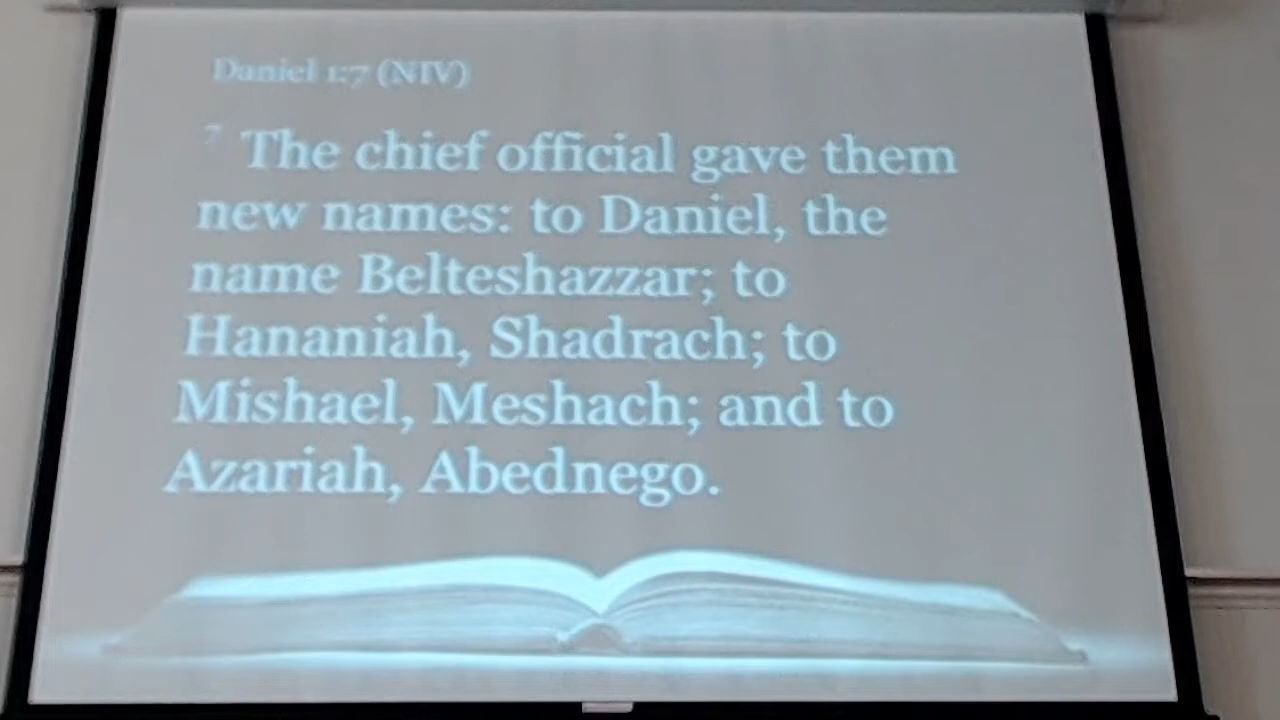 Daniel 1:7 (NIV)
7 The chief official gave them
new names: to Daniel, the
name Belteshazzar; to
Hananiah, Shadrach; to
Mishael, Meshach; and to
Azariah, Abednego.